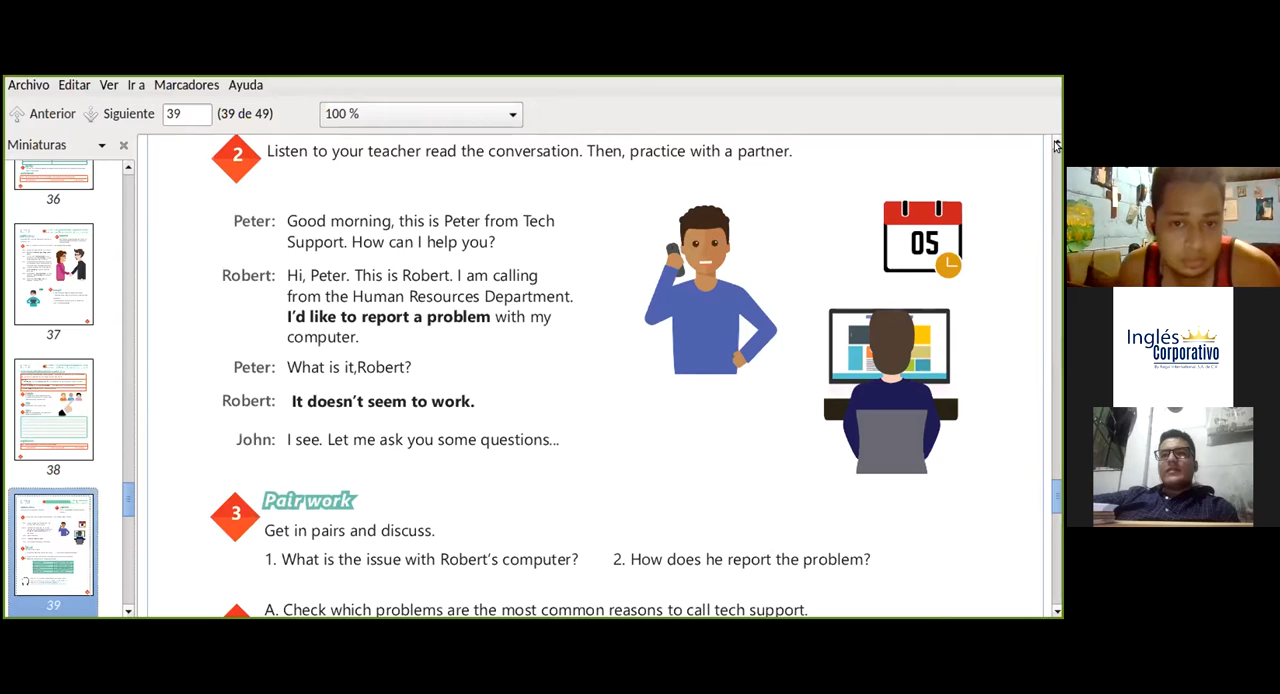 Archivo Editar Ver Ir a Marcadores Ayuda
Anterior Siguiente 39 (39 de 49) 100 %
Miniaturas
36
37
38
39
2 Listen to your teacher read the conversation. Then, practice with a partner.
Peter: Good morning, this is Peter from Tech
Support. How can I help you?
Robert: Hi, Peter. This is Robert. I am calling
from the Human Resources Department.
I'd like to report a problem with my
computer.
Peter: What is it,Robert?
Robert: It doesn't seem to work.
John: I see. Let me ask you some questions...
05
3 Pair work
Get in pairs and discuss.
1. What is the issue with Robert's computer? 2. How does he report the problem?
A. Check which problems are the most common reasons to call tech support.
Inglés
Corporativo